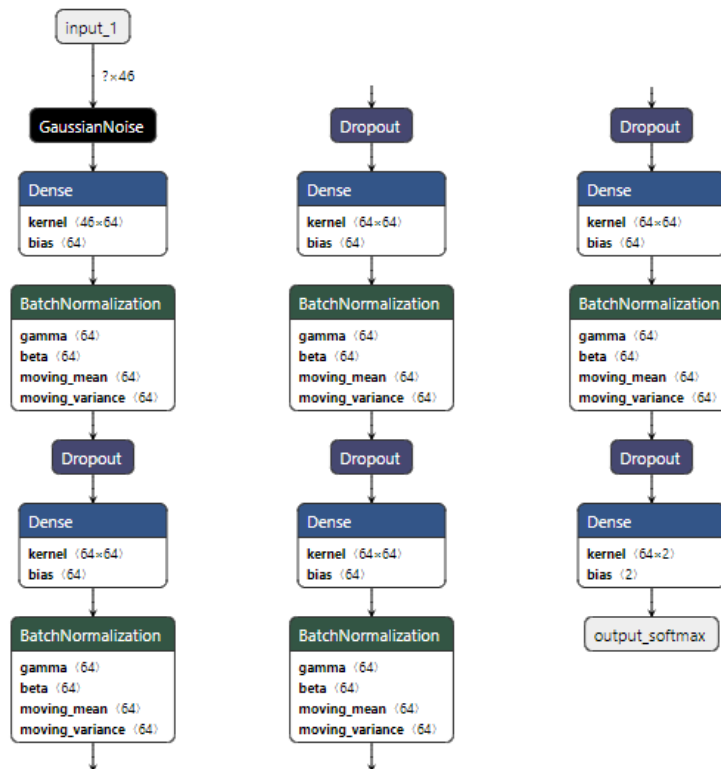 input_1
?×46
GaussianNoise
Dense
kernel ⟨46×64⟩
bias ⟨64⟩
BatchNormalization
gamma ⟨64⟩
beta ⟨64⟩
moving_mean ⟨64⟩
moving_variance ⟨64⟩
Dropout
Dense
kernel ⟨64×64⟩
bias ⟨64⟩
BatchNormalization
gamma ⟨64⟩
beta ⟨64⟩
moving_mean ⟨64⟩
moving_variance ⟨64⟩
Dropout
Dense
kernel ⟨64×64⟩
bias ⟨64⟩
BatchNormalization
gamma ⟨64⟩
beta ⟨64⟩
moving_mean ⟨64⟩
moving_variance ⟨64⟩
Dropout
Dense
kernel ⟨64×64⟩
bias ⟨64⟩
BatchNormalization
gamma ⟨64⟩
beta ⟨64⟩
moving_mean ⟨64⟩
moving_variance ⟨64⟩
Dropout
Dense
kernel ⟨64×64⟩
bias ⟨64⟩
BatchNormalization
gamma ⟨64⟩
beta ⟨64⟩
moving_mean ⟨64⟩
moving_variance ⟨64⟩
Dropout
Dense
kernel ⟨64×2⟩
bias ⟨2⟩
output_softmax